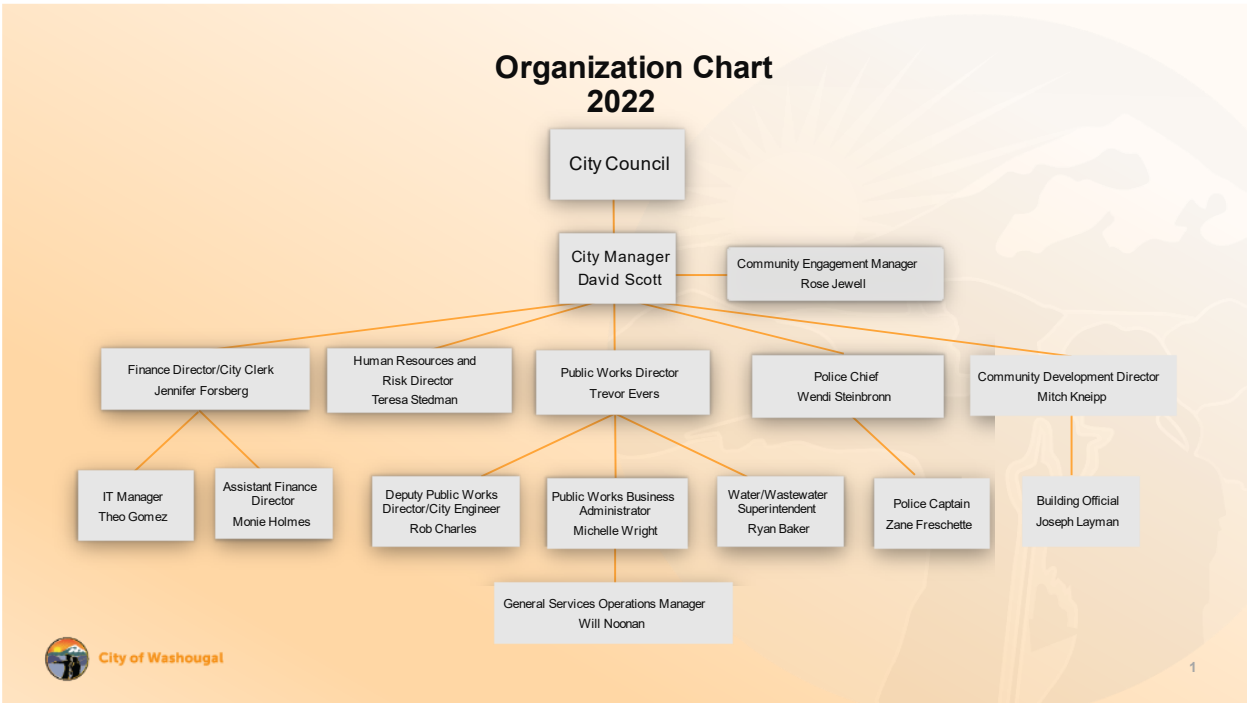 Organization Chart
2022
City Council
City Manager
David Scott
Community Engagement Manager
Rose Jewell
Finance Director/City Clerk
Jennifer Forsberg
Human Resources and
Risk Director
Teresa Stedman
Public Works Director
Trevor Evers
Police Chief
Wendi Steinbronn
Community Development Director
Mitch Kneipp
IT Manager
Theo Gomez
Assistant Finance
Director
Monie Holmes
Deputy Public Works
Director/City Engineer
Rob Charles
Public Works Business
Administrator
Michelle Wright
Water/Wastewater
Superintendent
Ryan Baker
Police Captain
Zane Freschette
Building Official
Joseph Layman
General Services Operations Manager
Will Noonan
City of Washougal
1